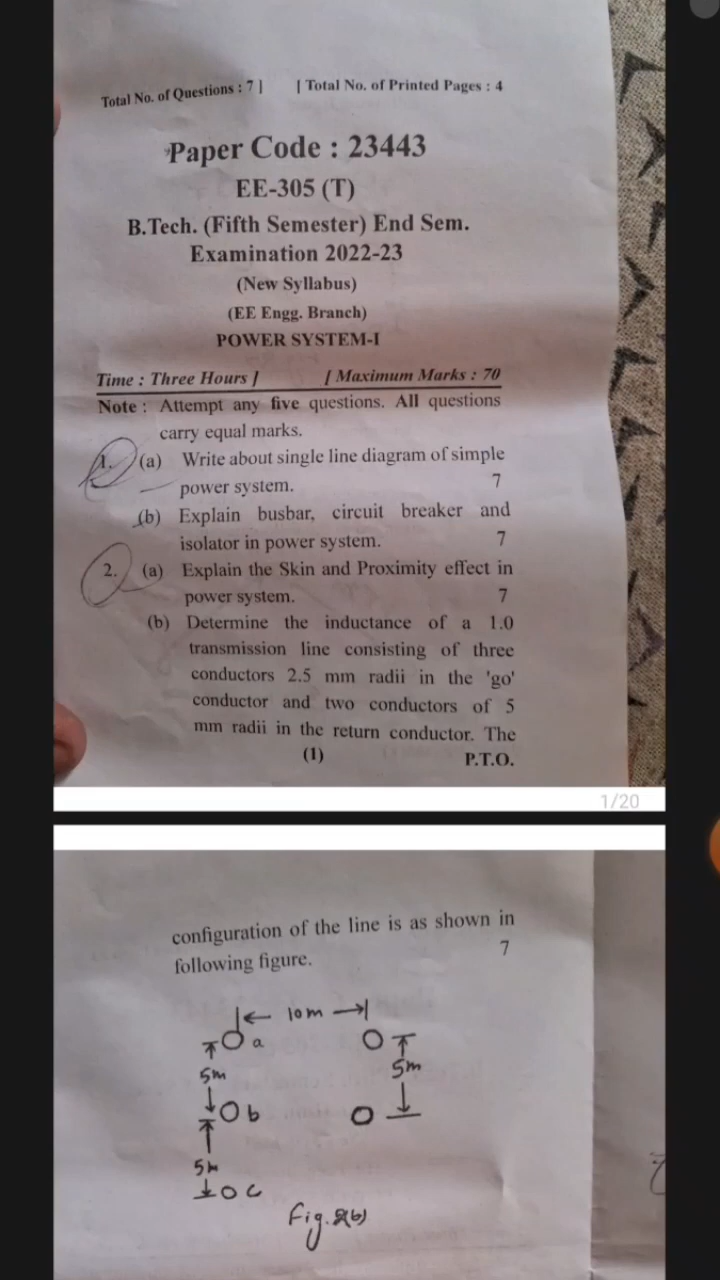 Total No. of Questions : 7 ] [ Total No. of Printed Pages : 4
Paper Code : 23443
EE-305 (T)
B.Tech. (Fifth Semester) End Sem.
Examination 2022-23
(New Syllabus)
(EE Engg. Branch)
POWER SYSTEM-I
Time : Three Hours ] [ Maximum Marks : 70
Note : Attempt any five questions. All questions
carry equal marks.
1. (a) Write about single line diagram of simple
power system. 7
(b) Explain busbar, circuit breaker and
isolator in power system. 7
2. (a) Explain the Skin and Proximity effect in
power system. 7
(b) Determine the inductance of a 1.0
transmission line consisting of three
conductors 2.5 mm radii in the 'go'
conductor and two conductors of 5
mm radii in the return conductor. The
(1) P.T.O.
1/20
configuration of the line is as shown in
following figure. 7
10m
a
5m 5m
b
5m
c
Fig. 2(b)